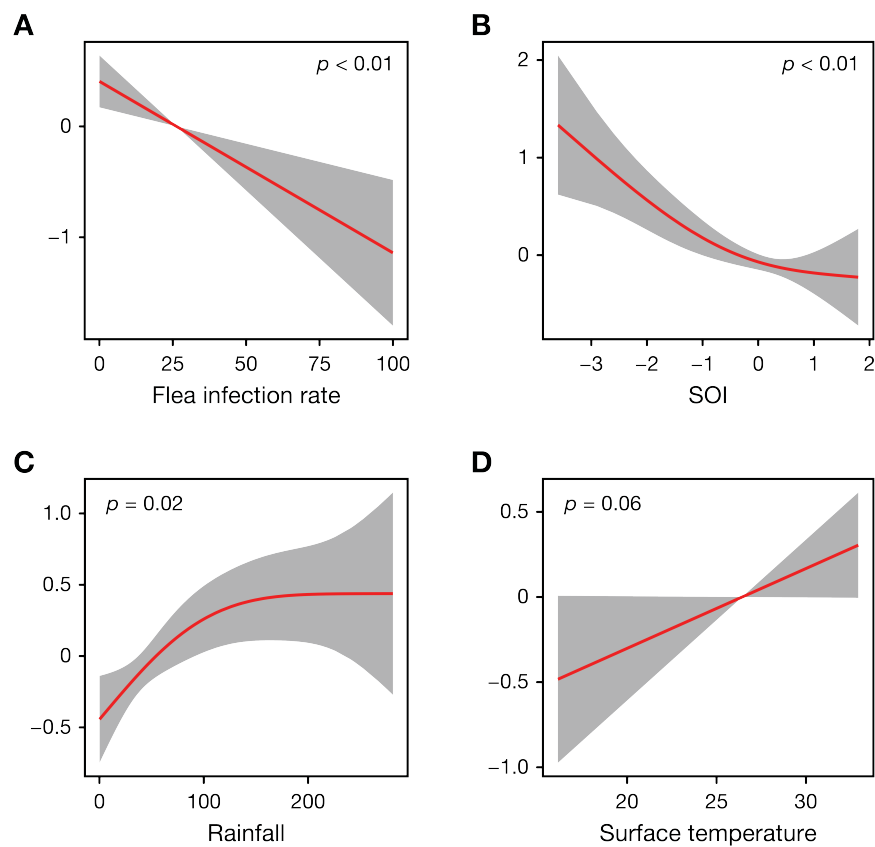 A
p < 0.01
0
−1
0 25 50 75 100
Flea infection rate
B
p < 0.01
2
1
0
−3 −2 −1 0 1 2
SOI
C
p = 0.02
1.0
0.5
0
−0.5
0 100 200
Rainfall
D
p = 0.06
0.5
0
−0.5
−1.0
20 25 30
Surface temperature